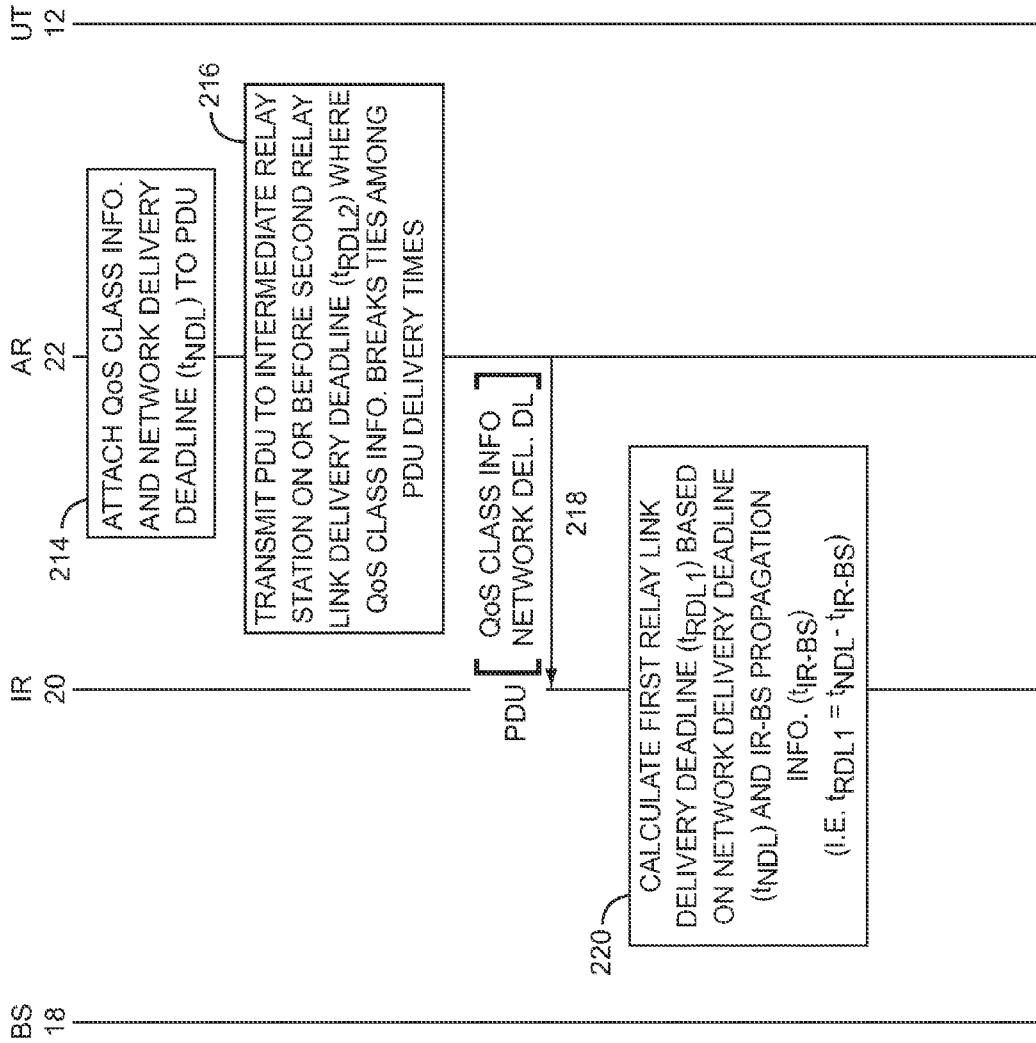 BS
18
IR
20
AR
22
UT
12
214
ATTACH QoS CLASS INFO.
AND NETWORK DELIVERY
DEADLINE (tNDL) TO PDU
216
TRANSMIT PDU TO INTERMEDIATE RELAY
STATION ON OR BEFORE SECOND RELAY
LINK DELIVERY DEADLINE (tRDL2) WHERE
QoS CLASS INFO. BREAKS TIES AMONG
PDU DELIVERY TIMES
PDU [QoS CLASS INFO
NETWORK DEL. DL]
218
220
CALCULATE FIRST RELAY LINK
DELIVERY DEADLINE (tRDL1) BASED
ON NETWORK DELIVERY DEADLINE
(tNDL) AND IR-BS PROPAGATION
INFO. (tIR-BS)
(I.E. tRDL1 = tNDL - tIR-BS)